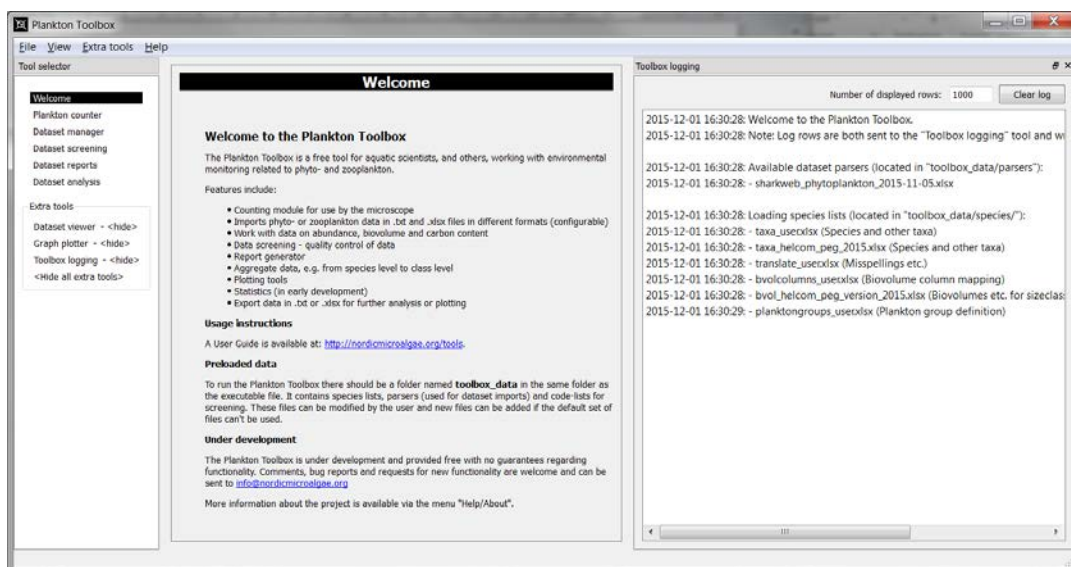 Plankton Toolbox
File View Extra tools Help
Tool selector
Welcome
Plankton counter
Dataset manager
Dataset screening
Dataset reports
Dataset analysis
Extra tools
Dataset viewer - <hide>
Graph plotter - <hide>
Toolbox logging - <hide>
<Hide all extra tools>
Welcome
Welcome to the Plankton Toolbox
The Plankton Toolbox is a free tool for aquatic scientists, and others, working with environmental
monitoring related to phyto- and zooplankton.
Features include:
• Counting module for use by the microscope
• Imports phyto- or zooplankton data in .txt and .xlsx files in different formats (configurable)
• Work with data on abundance, biovolume and carbon content
• Data screening - quality control of data
• Report generator
• Aggregate data, e.g. from species level to class level
• Plotting tools
• Statistics (in early development)
• Export data in .txt or .xlsx for further analysis or plotting
Usage instructions
A User Guide is available at: http://nordicmicroalgae.org/tools.
Preloaded data
To run the Plankton Toolbox there should be a folder named toolbox_data in the same folder as
the executable file. It contains species lists, parsers (used for dataset imports) and code-lists for
screening. These files can be modified by the user and new files can be added if the default set of
files can't be used.
Under development
The Plankton Toolbox is under development and provided free with no guarantees regarding
functionality. Comments, bug reports and requests for new functionality are welcome and can be
sent to info@nordicmicroalgae.org
More information about the project is available via the menu "Help/About".
Toolbox logging
Number of displayed rows: 1000 Clear log
2015-12-01 16:30:28: Welcome to the Plankton Toolbox.
2015-12-01 16:30:28: Note: Log rows are both sent to the "Toolbox logging" tool and w
2015-12-01 16:30:28: Available dataset parsers (located in "toolbox_data/parsers"):
2015-12-01 16:30:28: - sharkweb_phytoplankton_2015-11-05.xlsx
2015-12-01 16:30:28: Loading species lists (located in "toolbox_data/species/"):
2015-12-01 16:30:28: - taxa_user.xlsx (Species and other taxa)
2015-12-01 16:30:28: - taxa_helcom_peg_2015.xlsx (Species and other taxa)
2015-12-01 16:30:28: - translate_user.xlsx (Misspellings etc.)
2015-12-01 16:30:28: - bvolcolumns_user.xlsx (Biovolume column mapping)
2015-12-01 16:30:28: - bvol_helcom_peg_version_2015.xlsx (Biovolumes etc. for sizeclas
2015-12-01 16:30:29: - planktongroups_user.xlsx (Plankton group definition)